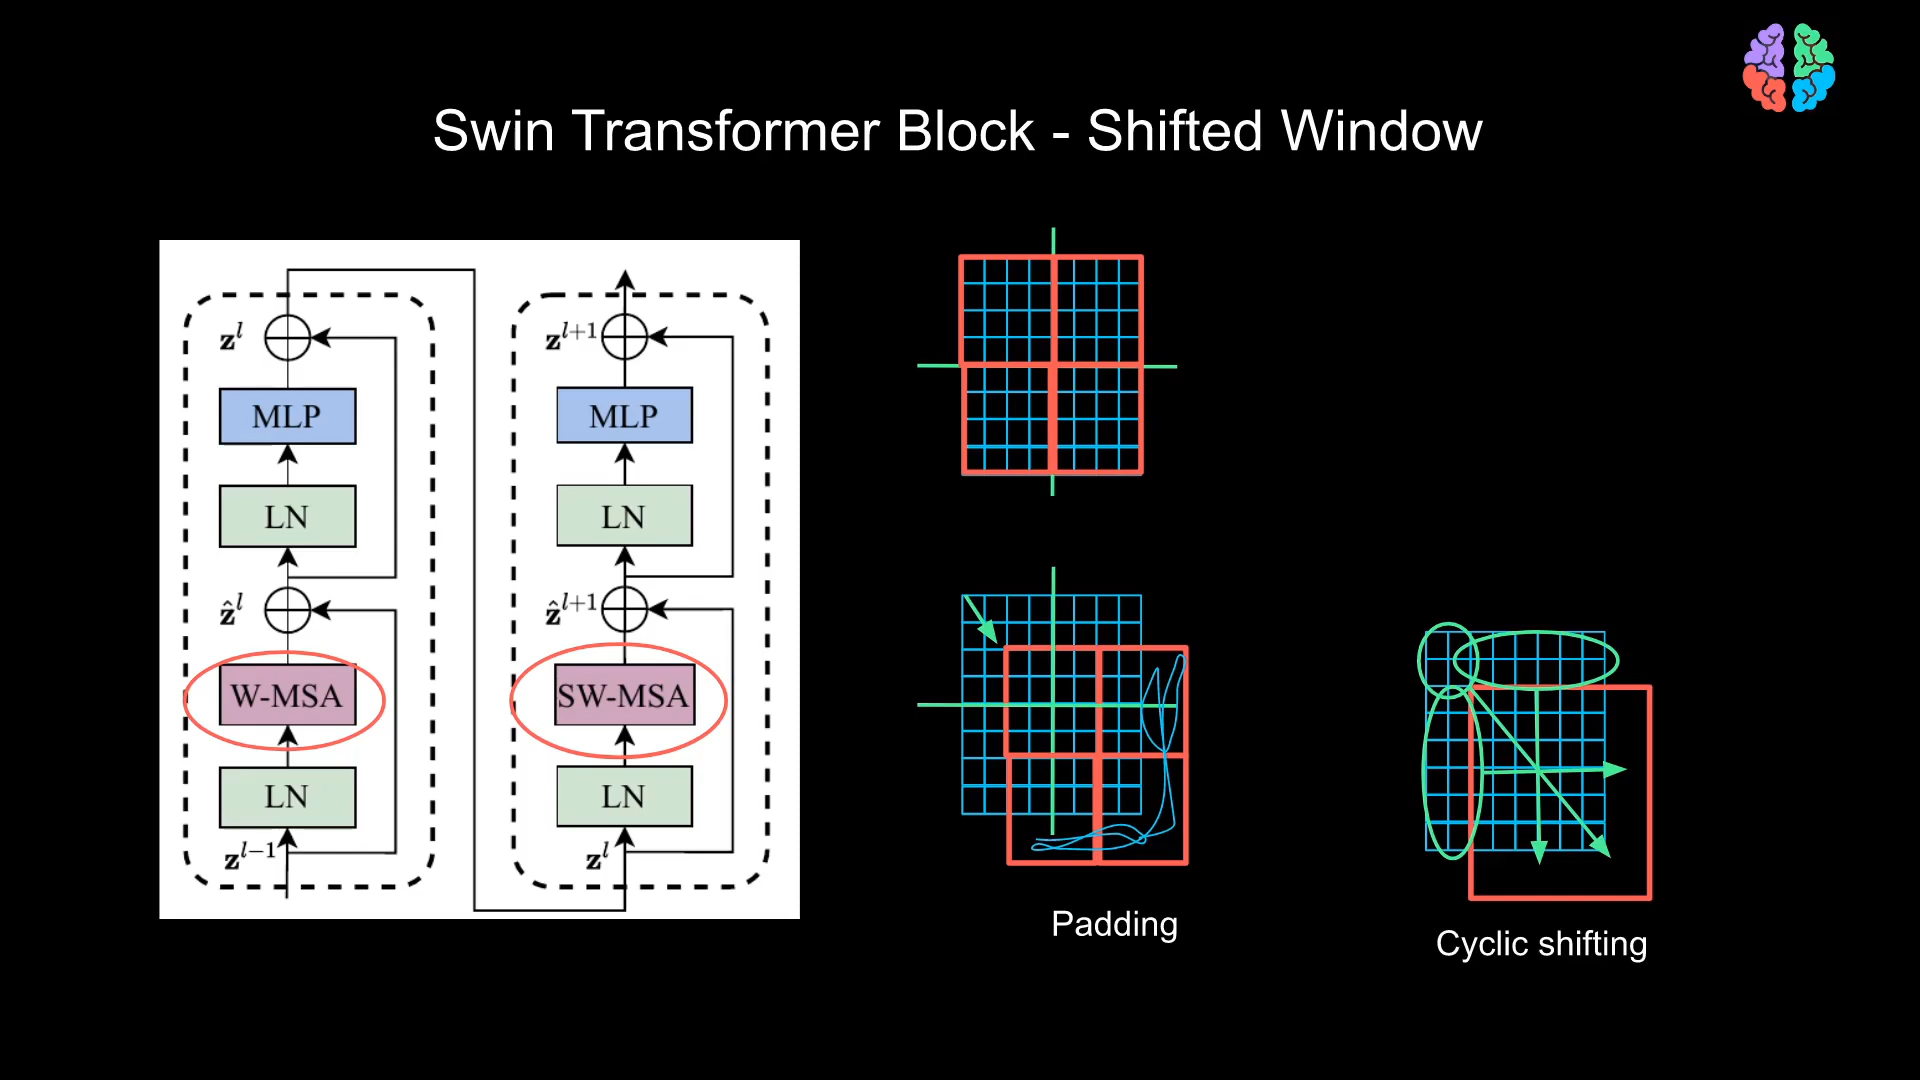 Swin Transformer Block - Shifted Window
z^l
MLP
LN
ẑ^l
W-MSA
LN
z^{l-1}
z^{l+1}
MLP
LN
ẑ^{l+1}
SW-MSA
LN
z^l
Padding
Cyclic shifting